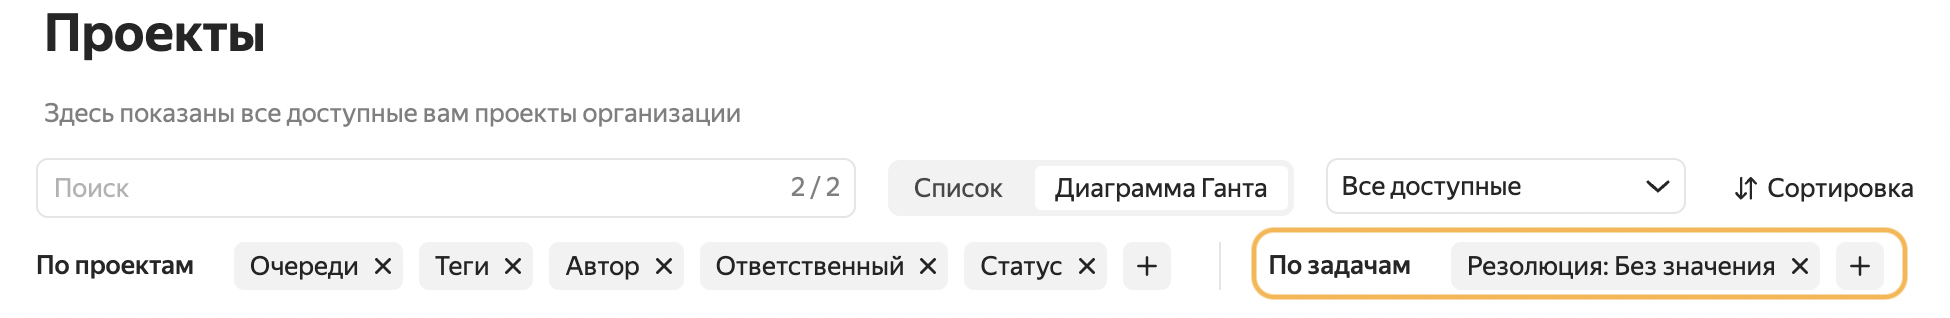 Проекты
Здесь показаны все доступные вам проекты организации
Поиск 2 / 2 Список Диаграмма Ганта Все доступные Сортировка
По проектам Очереди Теги Автор Ответственный Статус По задачам Резолюция: Без значения